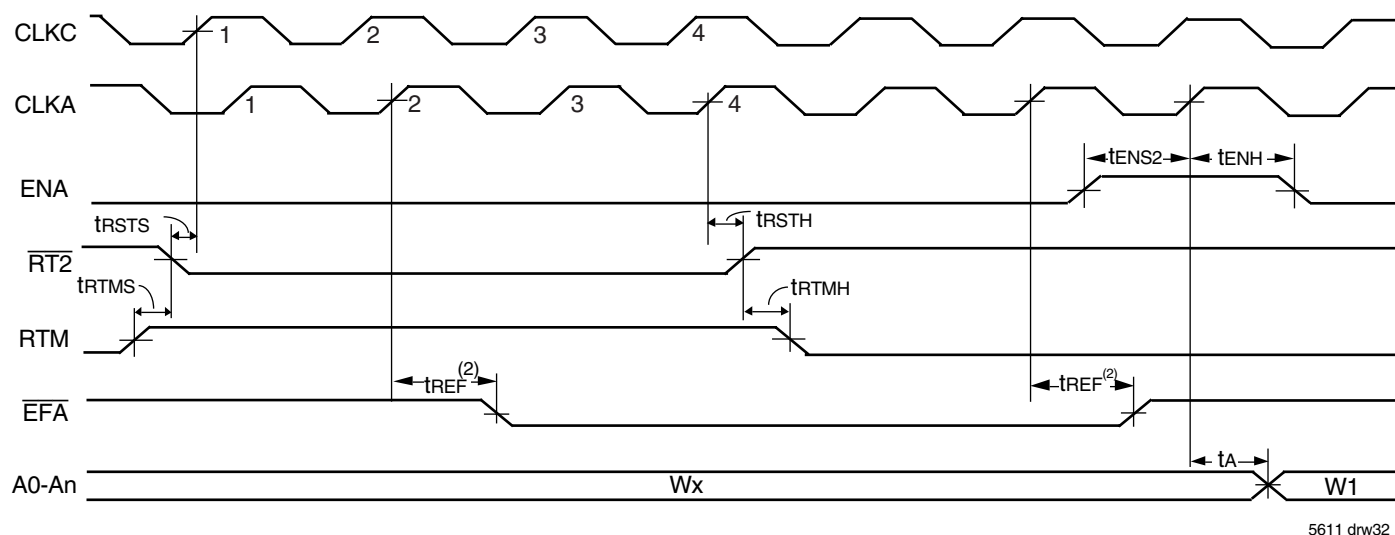 CLKC 1 2 3 4
CLKA 1 2 3 4
tENS2 tENH
ENA
tRSTS tRSTH
RT2
tRTMS tRTMH
RTM
tREF(2) tREF(2)
EFA
tA
A0-An Wx W1
5611 drw32